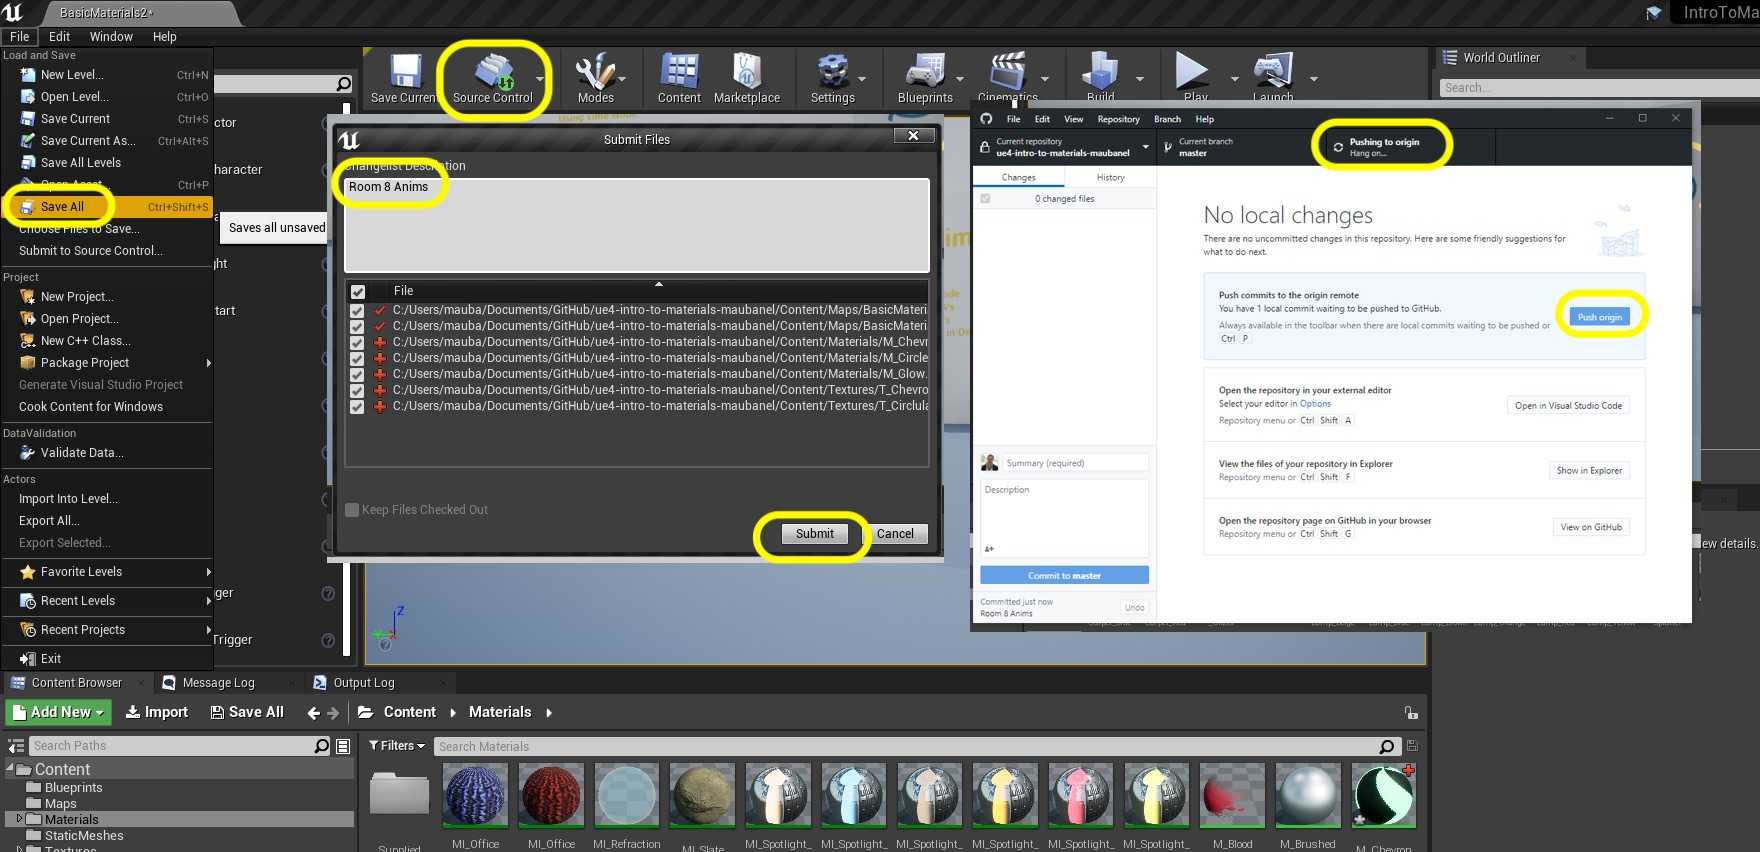 BasicMaterials2*
IntroToMa
File Edit Window Help
Load and Save
New Level... Ctrl+N
Open Level... Ctrl+O
Save Current Ctrl+S
Save Current As... Ctrl+Alt+S
Save All Levels
Open Asset... Ctrl+P
Save All Ctrl+Shift+S
Choose Files to Save...
Submit to Source Control...
Project
New Project...
Open Project...
New C++ Class...
Package Project
Generate Visual Studio Project
Cook Content for Windows
DataValidation
Validate Data...
Actors
Import Into Level...
Export All...
Export Selected...
Favorite Levels
Recent Levels
Recent Projects
Exit
Saves all unsaved
ctor
haracter
ht
tart
ger
Trigger
Save Current Source Control Modes Content Marketplace Settings Blueprints Cinematics Build Play Launch
World Outliner
Search...
Using Time Node
Submit Files
Changelist Description
Room 8 Anims
File
C:/Users/mauba/Documents/GitHub/ue4-intro-to-materials-maubanel/Content/Maps/BasicMateri
C:/Users/mauba/Documents/GitHub/ue4-intro-to-materials-maubanel/Content/Maps/BasicMateri
C:/Users/mauba/Documents/GitHub/ue4-intro-to-materials-maubanel/Content/Materials/M_Chevr
C:/Users/mauba/Documents/GitHub/ue4-intro-to-materials-maubanel/Content/Materials/M_Circle
C:/Users/mauba/Documents/GitHub/ue4-intro-to-materials-maubanel/Content/Materials/M_Glow.
C:/Users/mauba/Documents/GitHub/ue4-intro-to-materials-maubanel/Content/Textures/T_Chevro
C:/Users/mauba/Documents/GitHub/ue4-intro-to-materials-maubanel/Content/Textures/T_Circlula
Keep Files Checked Out
Submit Cancel
File Edit View Repository Branch Help
Current repository
ue4-intro-to-materials-maubanel
Current branch
master
Pushing to origin
Hang on...
Changes History
0 changed files
No local changes
There are no uncommitted changes in this repository. Here are some friendly suggestions for
what to do next.
Push commits to the origin remote
You have 1 local commit waiting to be pushed to GitHub.
Always available in the toolbar when there are local commits waiting to be pushed or
Ctrl P
Push origin
Open the repository in your external editor
Select your editor in Options
Repository menu or Ctrl Shift A
Open in Visual Studio Code
View the files of your repository in Explorer
Repository menu or Ctrl Shift F
Show in Explorer
Open the repository page on GitHub in your browser
Repository menu or Ctrl Shift G
View on GitHub
Summary (required)
Description
Commit to master
Committed just now
Room 8 Anims
Undo
ew details.
Z
Content Browser Message Log Output Log
Add New Import Save All Content Materials
Search Paths
Filters Search Materials
Content
Blueprints
Maps
Materials
StaticMeshes
Textures
Supplied
MI_Office
MI_Office
MI_Refraction
MI_Slate
MI_Spotlight_
MI_Spotlight_
MI_Spotlight_
MI_Spotlight_
MI_Spotlight_
MI_Spotlight_
M_Blood
M_Brushed
M_Chevron